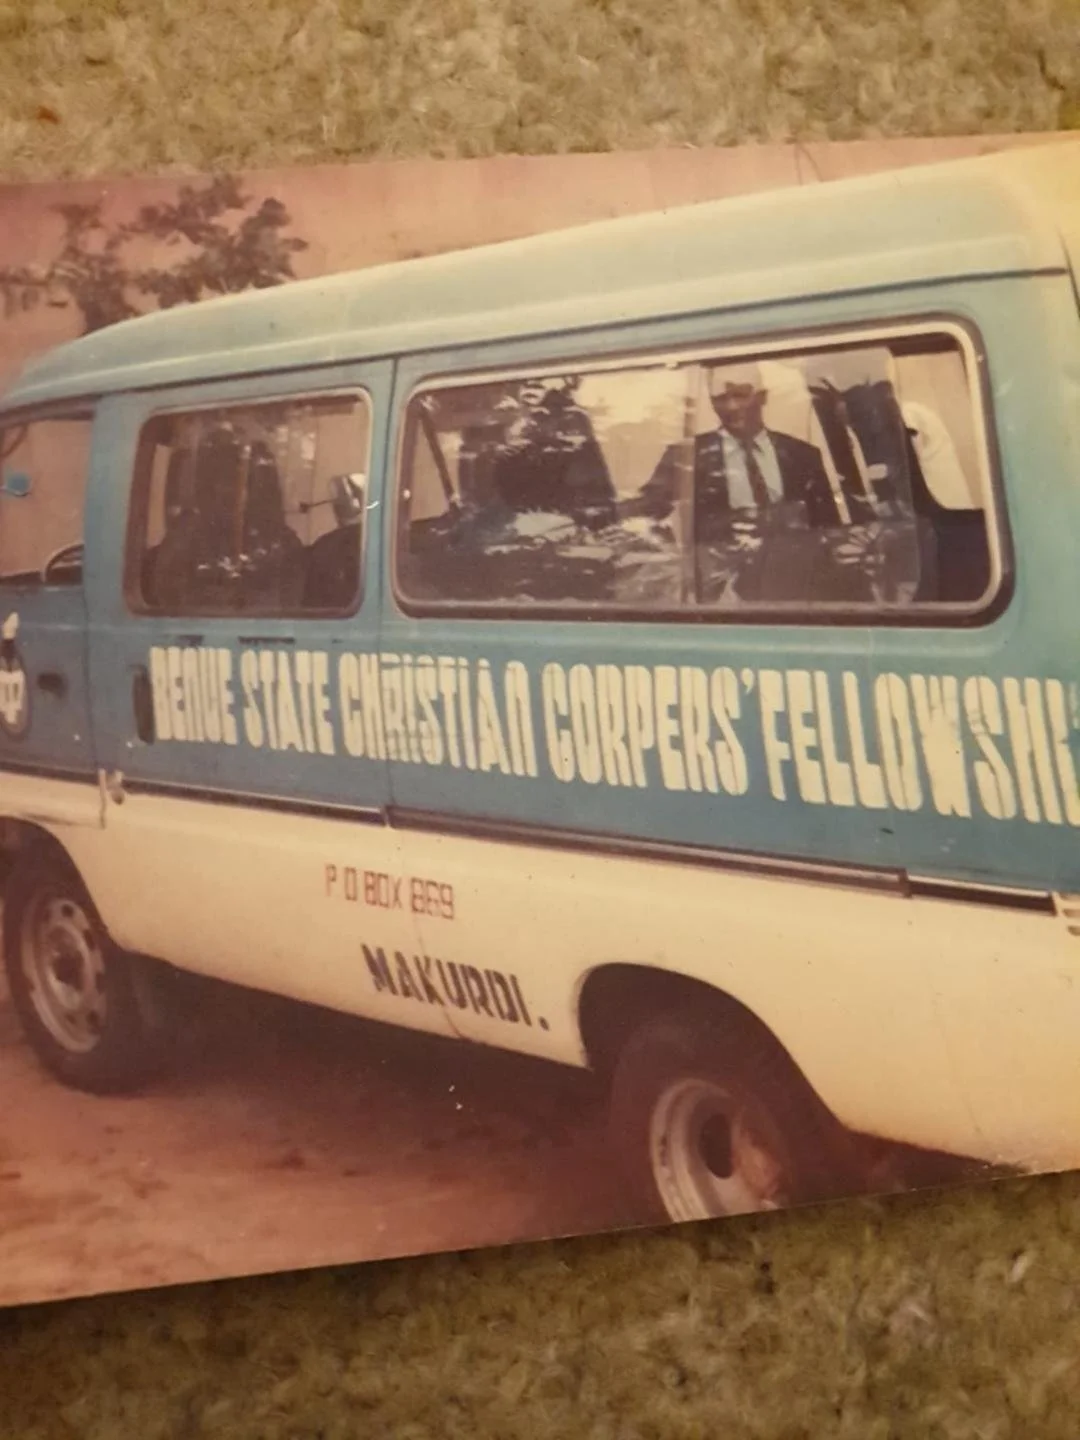 BENUE STATE CHRISTIAN CORPERS' FELLOWSHI
P O BOX 869
MAKURDI.